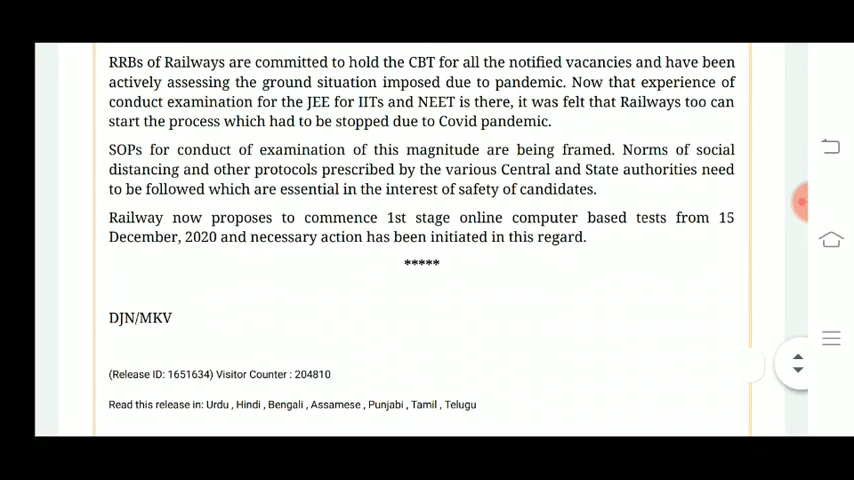 RRBs of Railways are committed to hold the CBT for all the notified vacancies and have been
actively assessing the ground situation imposed due to pandemic. Now that experience of
conduct examination for the JEE for IITs and NEET is there, it was felt that Railways too can
start the process which had to be stopped due to Covid pandemic.
SOPs for conduct of examination of this magnitude are being framed. Norms of social
distancing and other protocols prescribed by the various Central and State authorities need
to be followed which are essential in the interest of safety of candidates.
Railway now proposes to commence 1st stage online computer based tests from 15
December, 2020 and necessary action has been initiated in this regard.
*****
DJN/MKV
(Release ID: 1651634) Visitor Counter : 204810
Read this release in: Urdu , Hindi , Bengali , Assamese , Punjabi , Tamil , Telugu